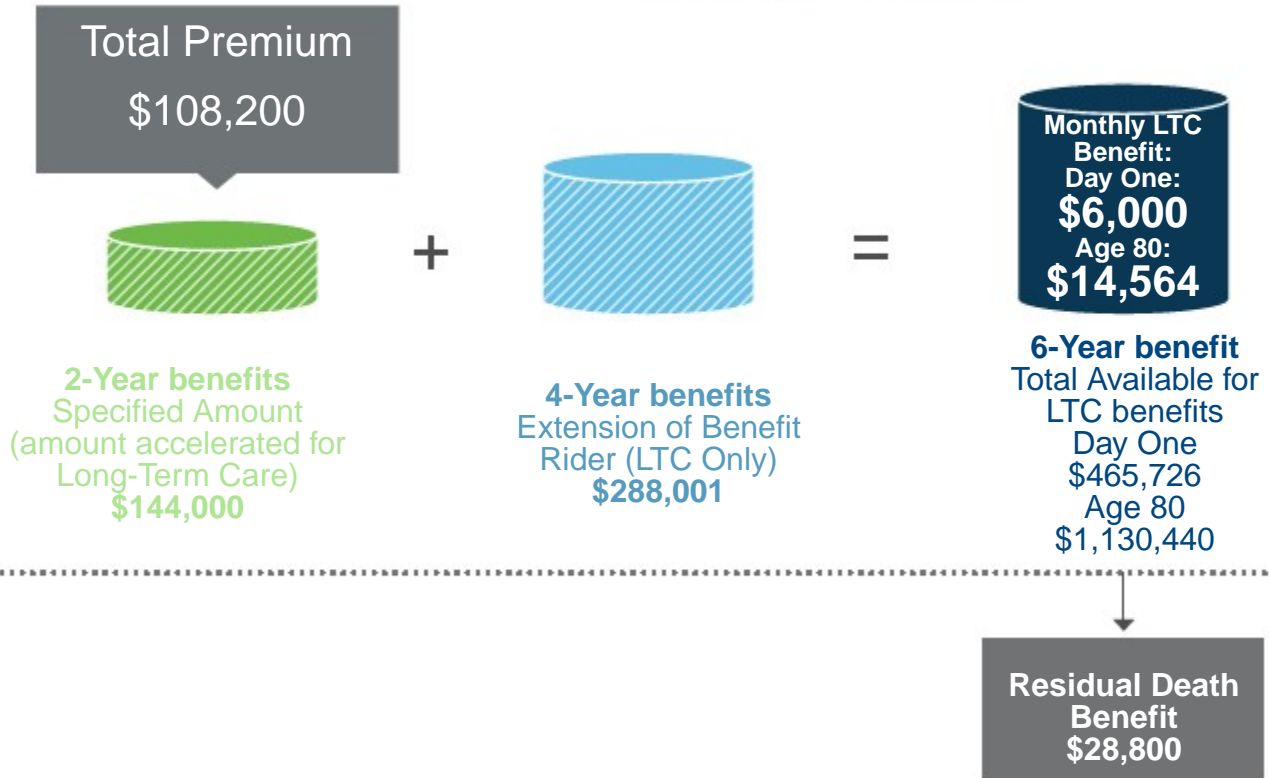 Total Premium
$108,200
+
=
Monthly LTC
Benefit:
Day One:
$6,000
Age 80:
$14,564
2-Year benefits
Specified Amount
(amount accelerated for
Long-Term Care)
$144,000
4-Year benefits
Extension of Benefit
Rider (LTC Only)
$288,001
6-Year benefit
Total Available for
LTC benefits
Day One
$465,726
Age 80
$1,130,440
Residual Death
Benefit
$28,800